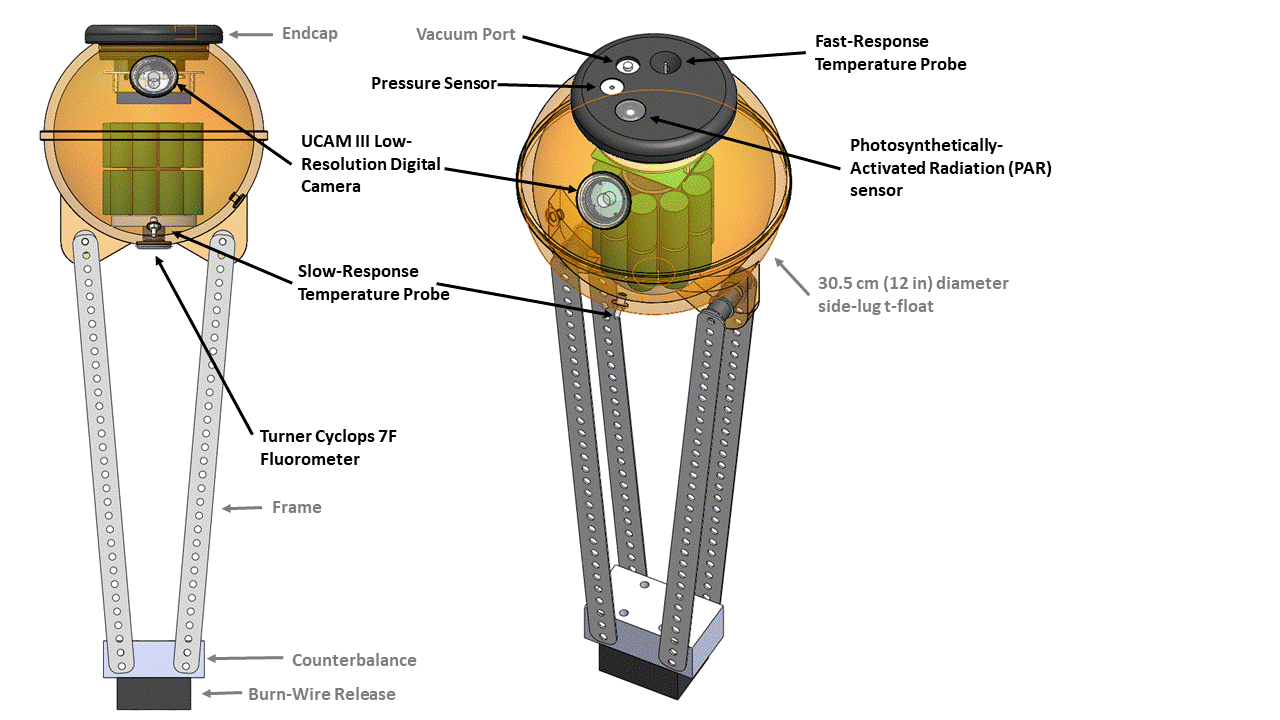 Endcap
Vacuum Port
Fast-Response
Temperature Probe
Pressure Sensor
UCAM III Low-
Resolution Digital
Camera
Photosynthetically-
Activated Radiation (PAR)
sensor
Slow-Response
Temperature Probe
30.5 cm (12 in) diameter
side-lug t-float
Turner Cyclops 7F
Fluorometer
Frame
Counterbalance
Burn-Wire Release